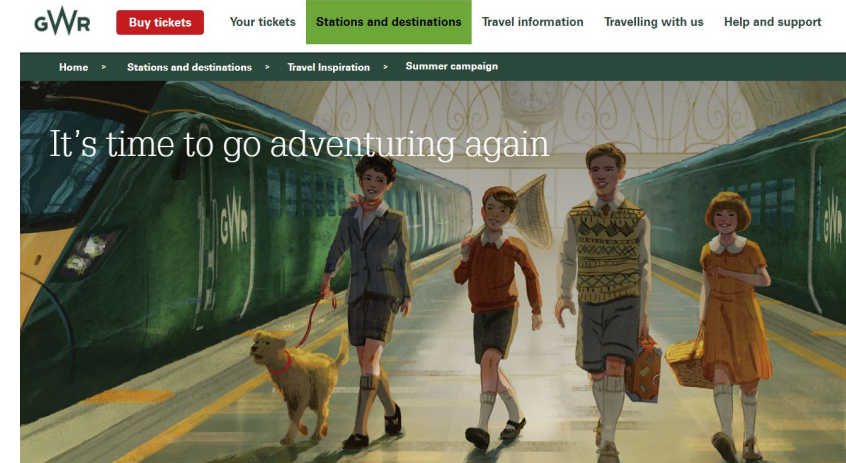 GWR
Buy tickets
Your tickets
Stations and destinations
Travel information
Travelling with us
Help and support
Home > Stations and destinations > Travel Inspiration > Summer campaign
It's time to go adventuring again
GWR
GWR